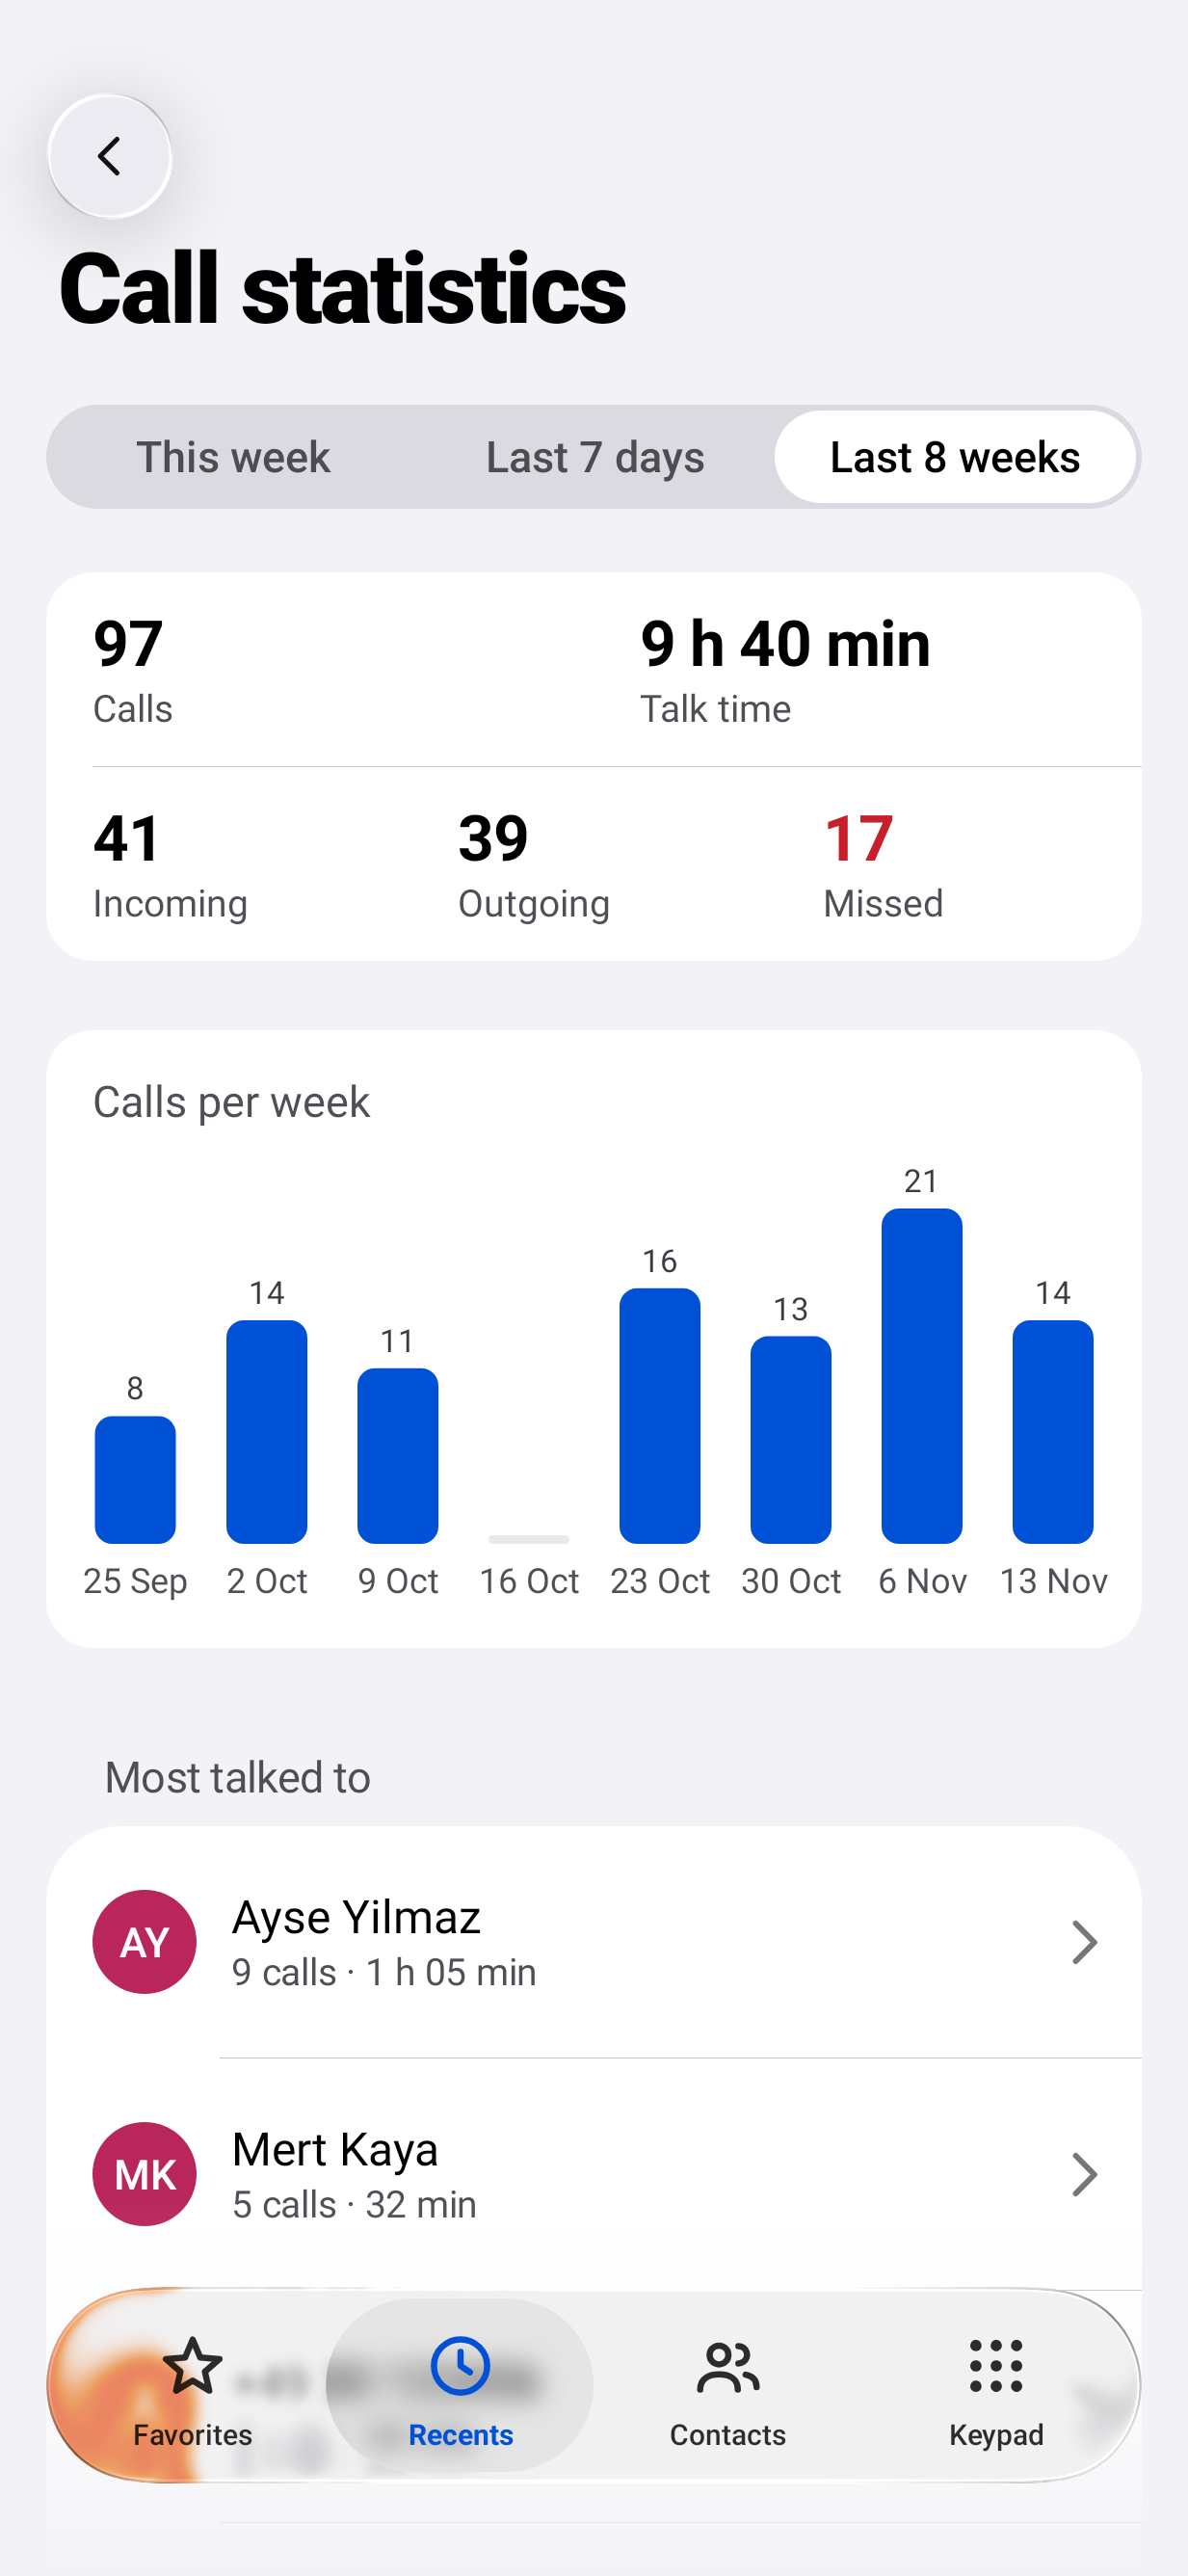 Call statistics
This week Last 7 days Last 8 weeks
97 9 h 40 min
Calls Talk time
41 39 17
Incoming Outgoing Missed
Calls per week
8 14 11 16 13 21 14
25 Sep 2 Oct 9 Oct 16 Oct 23 Oct 30 Oct 6 Nov 13 Nov
Most talked to
AY Ayse Yilmaz
9 calls · 1 h 05 min
MK Mert Kaya
5 calls · 32 min
Favorites Recents Contacts Keypad